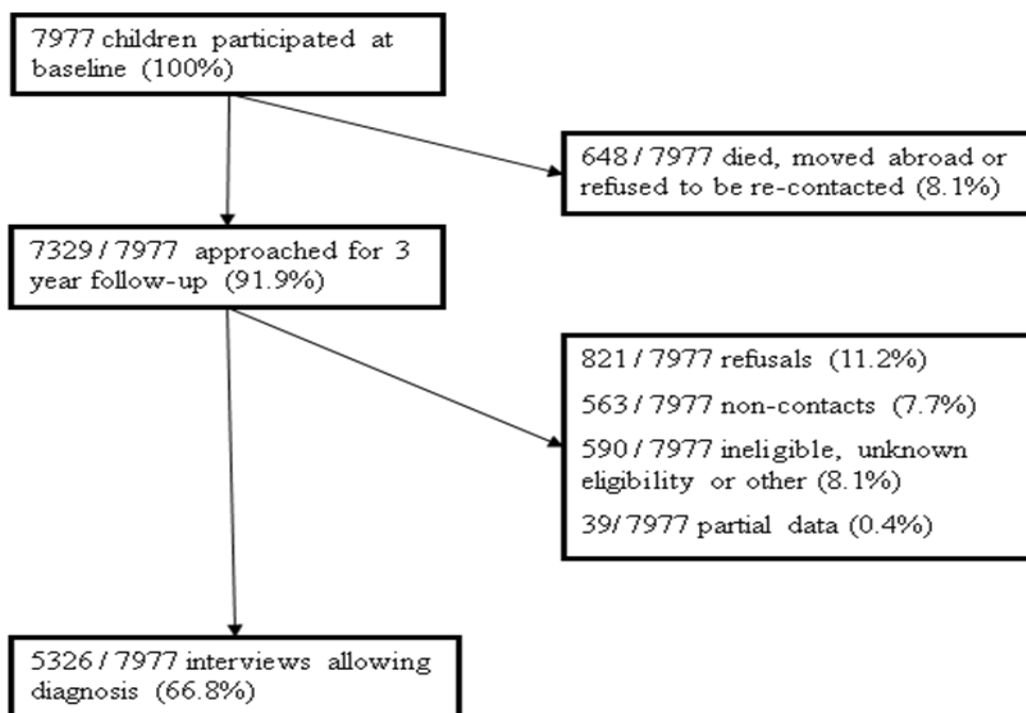 7977 children participated at
baseline (100%)
648 / 7977 died, moved abroad or
refused to be re-contacted (8.1%)
7329 / 7977 approached for 3
year follow-up (91.9%)
821 / 7977 refusals (11.2%)
563 / 7977 non-contacts (7.7%)
590 / 7977 ineligible, unknown
eligibility or other (8.1%)
39/ 7977 partial data (0.4%)
5326 / 7977 interviews allowing
diagnosis (66.8%)